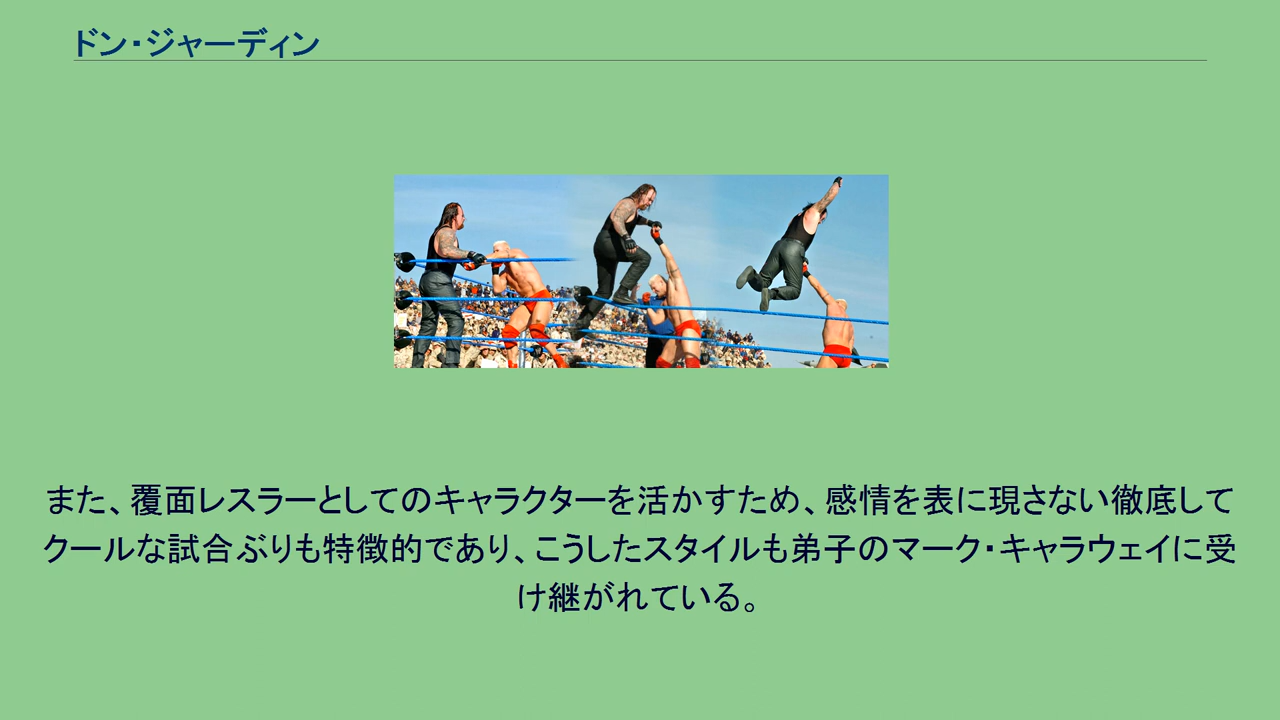 ドン・ジャーディン
また、覆面レスラーとしてのキャラクターを活かすため、感情を表に現さない徹底して
クールな試合ぶりも特徴的であり、こうしたスタイルも弟子のマーク・キャラウェイに受
け継がれている。